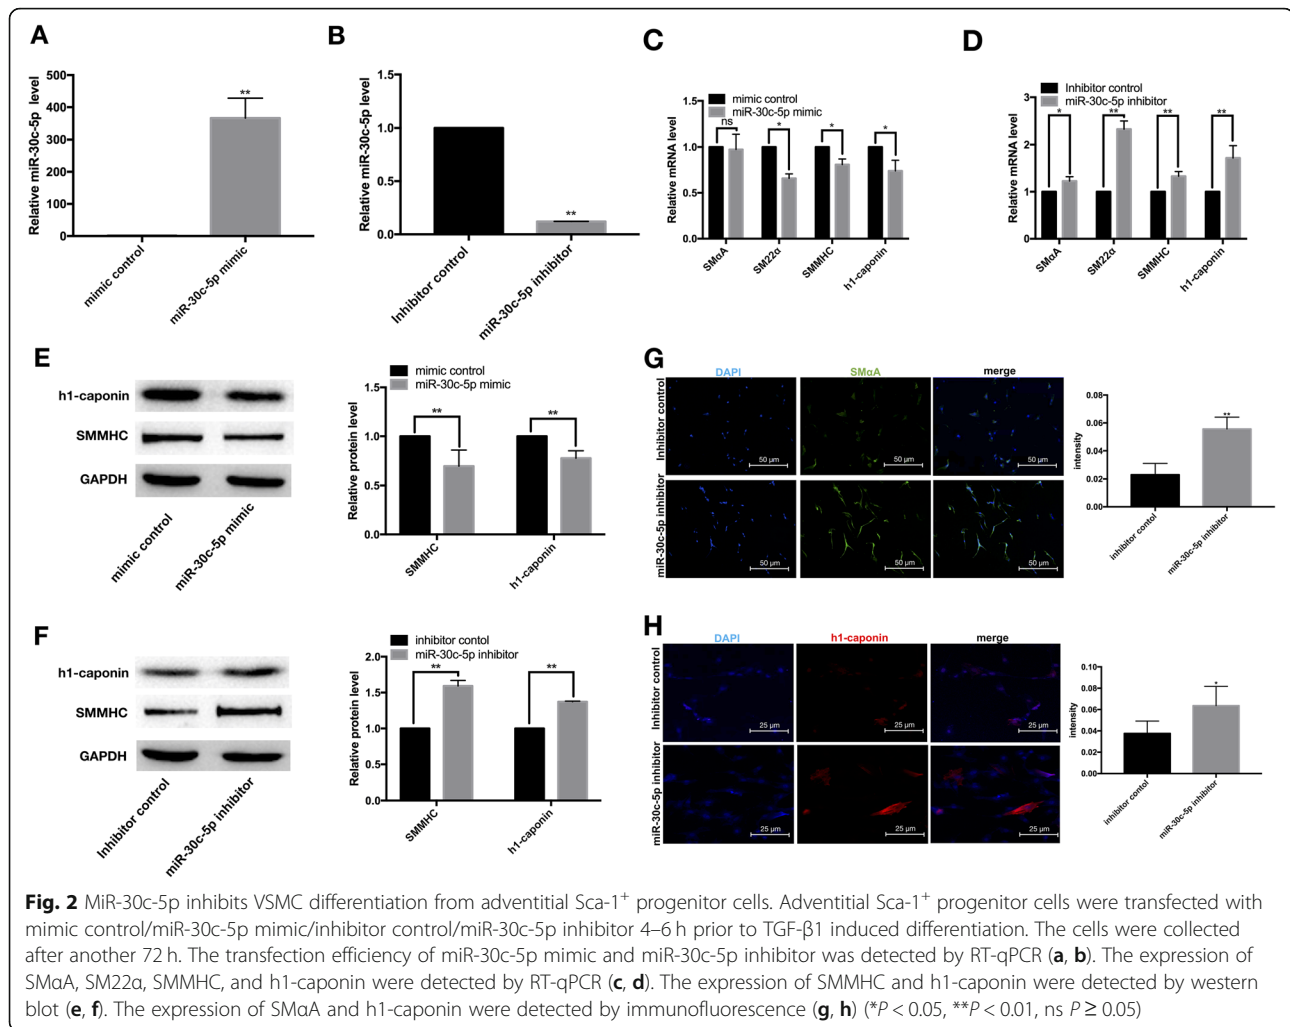 A
Relative miR-30c-5p level
500
400
300
200
100
0
**
mimic control
miR-30c-5p mimic
B
Relative miR-30c-5p level
1.5
1.0
0.5
0.0
**
Inhibitor control
miR-30c-5p inhibitor
C
mimic control
miR-30c-5p mimic
Relative mRNA level
1.5
1.0
0.5
0.0
ns
*
*
*
SMαA
SM22α
SMMHC
h1-caponin
D
Inhibitor control
miR-30c-5p inhibitor
Relative mRNA level
3
2
1
0
*
**
**
**
SMαA
SM22α
SMMHC
h1-caponin
E
h1-caponin
SMMHC
GAPDH
mimic control
miR-30c-5p mimic
mimic control
miR-30c-5p mimic
Relative protein level
1.5
1.0
0.5
0.0
**
**
SMMHC
h1-caponin
G
DAPI
SMαA
merge
Inhibitor control
50 µm
50 µm
50 µm
miR-30c-5p inhibitor
50 µm
50 µm
50 µm
intensity
0.08
0.06
0.04
0.02
0.00
**
inhibitor contol
miR-30c-5p inhibitor
F
h1-caponin
SMMHC
GAPDH
Inhibitor control
miR-30c-5p inhibitor
inhibitor control
miR-30c-5p inhibitor
Relative protein level
2.0
1.5
1.0
0.5
0.0
**
**
SMMHC
h1-caponin
H
DAPI
h1-caponin
merge
Inhibitor control
25 µm
25 µm
25 µm
miR-30c-5p inhibitor
25 µm
25 µm
25 µm
intensity
0.10
0.08
0.06
0.04
0.02
0.00
*
inhibitor control
miR-30c-5p inhibitor
Fig. 2 MiR-30c-5p inhibits VSMC differentiation from adventitial Sca-1⁺ progenitor cells. Adventitial Sca-1⁺ progenitor cells were transfected with
mimic control/miR-30c-5p mimic/inhibitor control/miR-30c-5p inhibitor 4–6 h prior to TGF-β1 induced differentiation. The cells were collected
after another 72 h. The transfection efficiency of miR-30c-5p mimic and miR-30c-5p inhibitor was detected by RT-qPCR (a, b). The expression of
SMαA, SM22α, SMMHC, and h1-caponin were detected by RT-qPCR (c, d). The expression of SMMHC and h1-caponin were detected by western
blot (e, f). The expression of SMαA and h1-caponin were detected by immunofluorescence (g, h) (*P < 0.05, **P < 0.01, ns P ≥ 0.05)